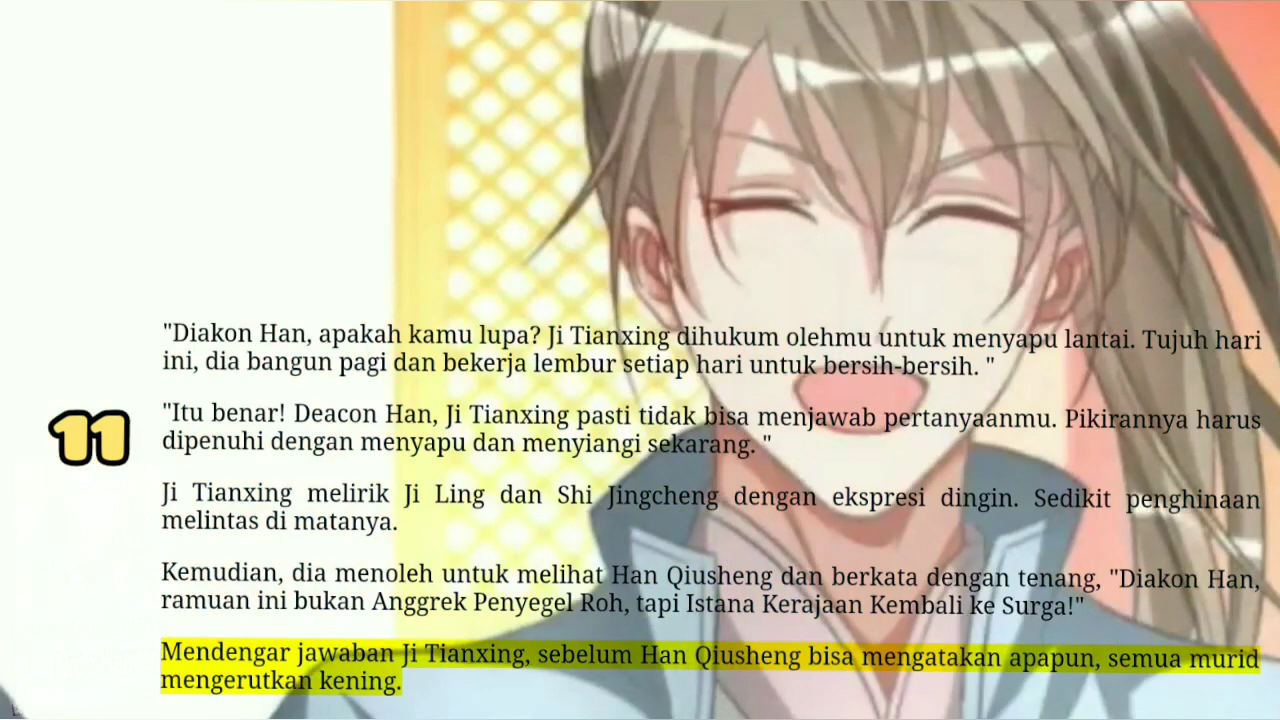 "Diakon Han, apakah kamu lupa? Ji Tianxing dihukum olehmu untuk menyapu lantai. Tujuh hari
ini, dia bangun pagi dan bekerja lembur setiap hari untuk bersih-bersih. "
"Itu benar! Deacon Han, Ji Tianxing pasti tidak bisa menjawab pertanyaanmu. Pikirannya harus
dipenuhi dengan menyapu dan menyiangi sekarang. "
11
Ji Tianxing melirik Ji Ling dan Shi Jingcheng dengan ekspresi dingin. Sedikit penghinaan
melintas di matanya.
Kemudian, dia menoleh untuk melihat Han Qiusheng dan berkata dengan tenang, "Diakon Han,
ramuan ini bukan Anggrek Penyegel Roh, tapi Istana Kerajaan Kembali ke Surga!"
Mendengar jawaban Ji Tianxing, sebelum Han Qiusheng bisa mengatakan apapun, semua murid
mengerutkan kening.